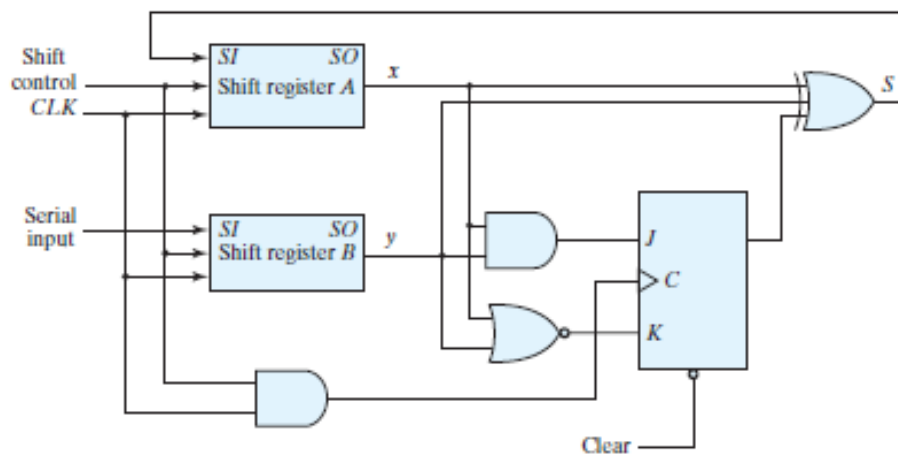 Shift
control
CLK
SI SO
Shift register A
x
S
Serial
input
SI SO
Shift register B
y
J
C
K
Clear